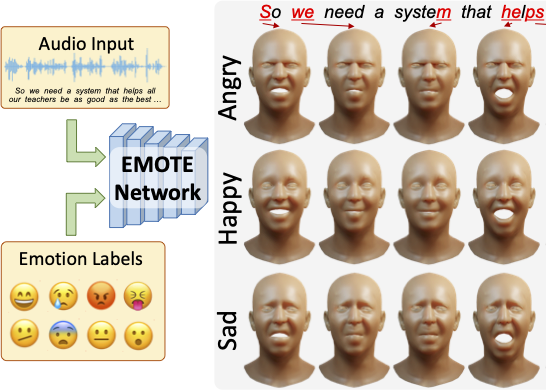 Audio Input
So we need a system that helps all
our teachers be as good as the best ...
EMOTE
Network
Emotion Labels
So we need a system that helps
Angry
Happy
Sad